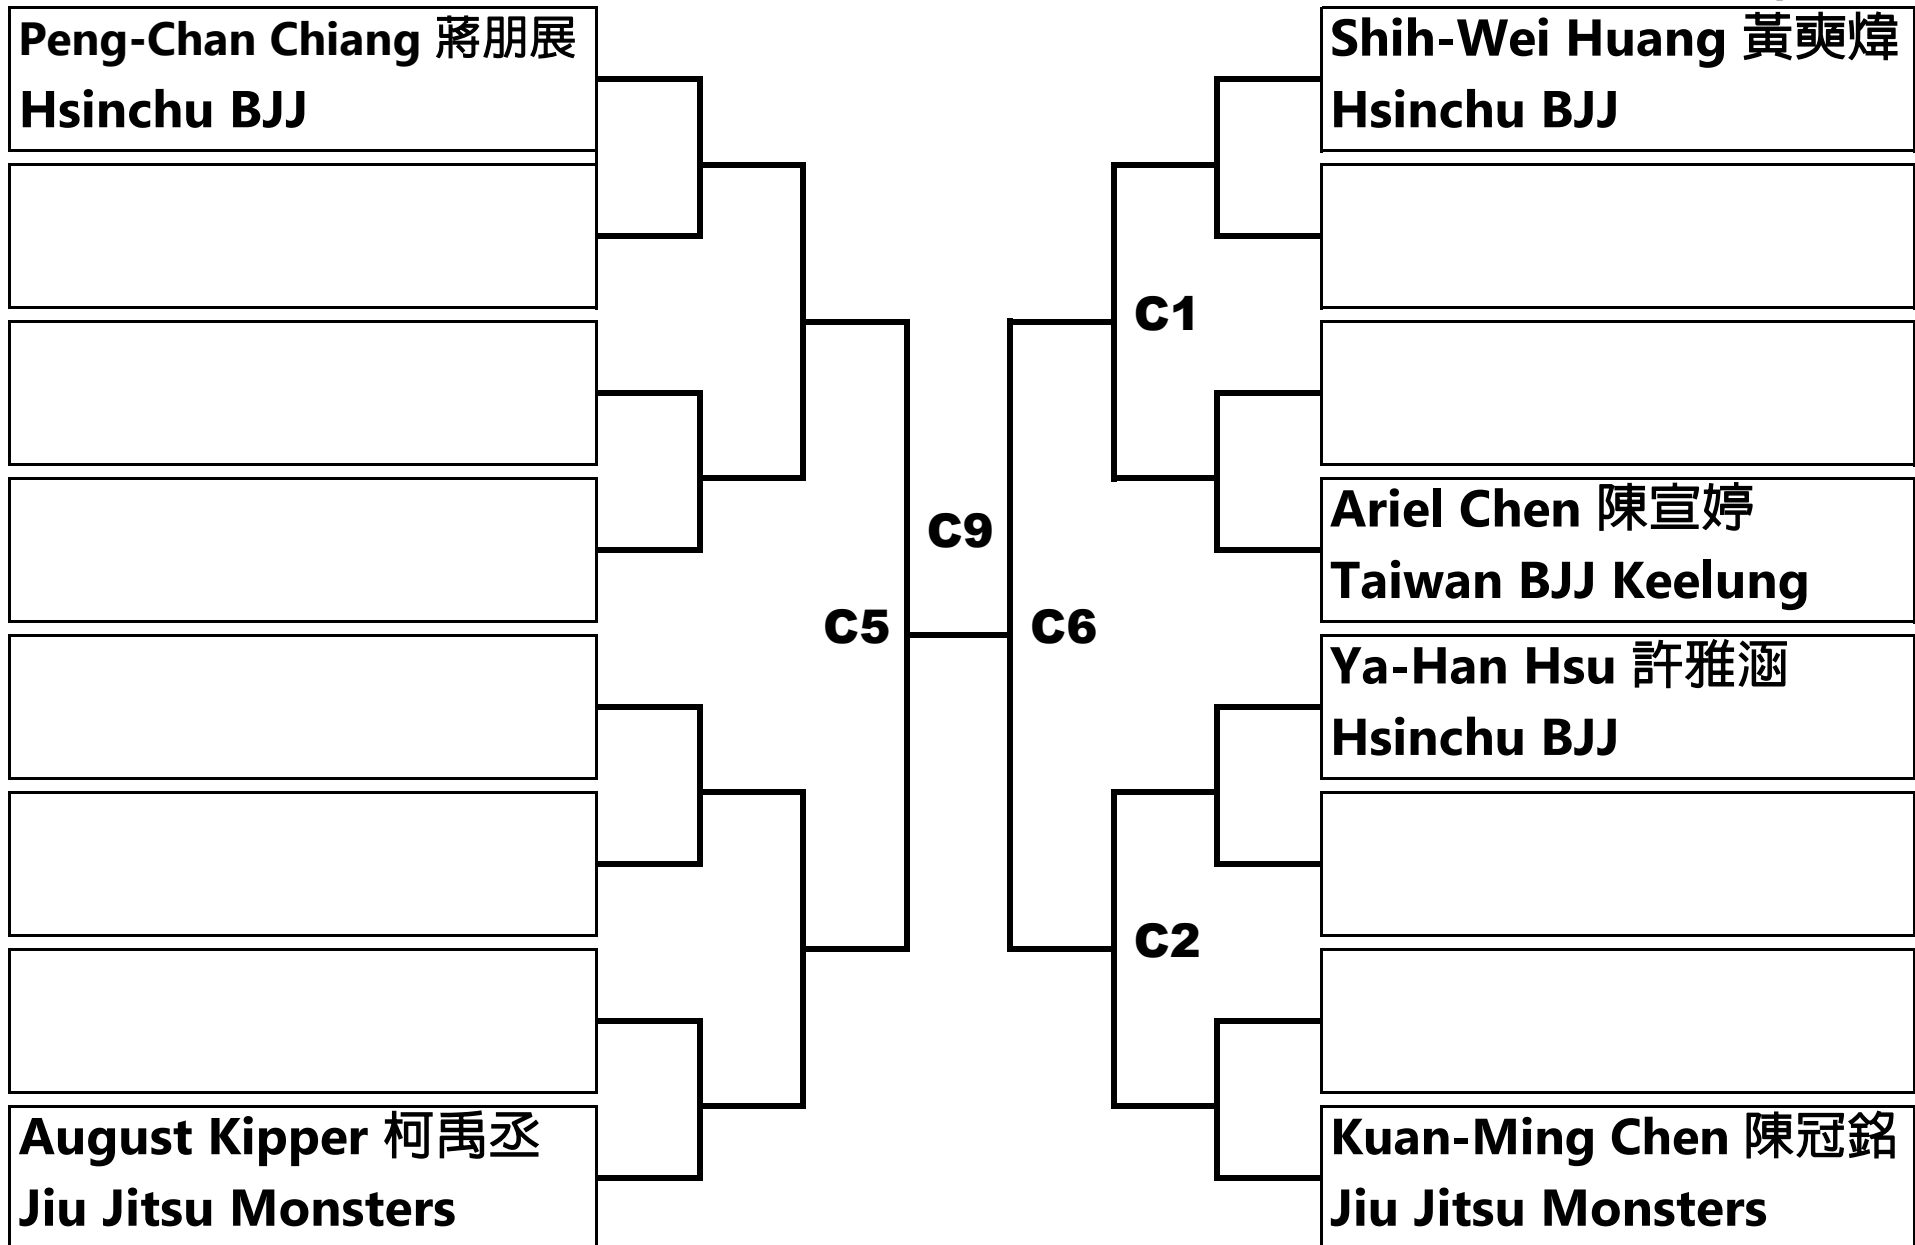 Peng-Chan Chiang 蔣朋展
Hsinchu BJJ
Shih-Wei Huang 黃奭煒
Hsinchu BJJ
C1
Ariel Chen 陳宣婷
Taiwan BJJ Keelung
C9
C5
C6
Ya-Han Hsu 許雅涵
Hsinchu BJJ
C2
August Kipper 柯禹丞
Jiu Jitsu Monsters
Kuan-Ming Chen 陳冠銘
Jiu Jitsu Monsters